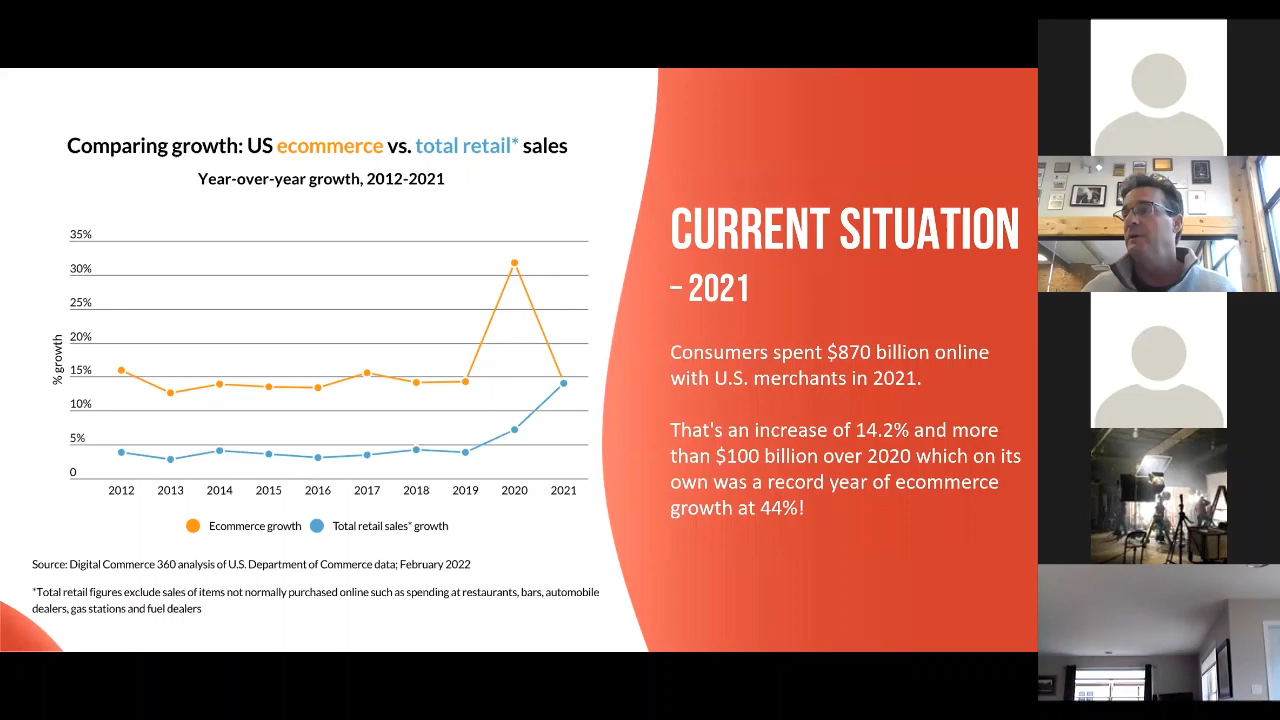 Comparing growth: US ecommerce vs. total retail* sales
Year-over-year growth, 2012-2021
35%
30%
25%
20%
15%
10%
5%
0
% growth
2012 2013 2014 2015 2016 2017 2018 2019 2020 2021
Ecommerce growth Total retail sales* growth
Source: Digital Commerce 360 analysis of U.S. Department of Commerce data; February 2022
*Total retail figures exclude sales of items not normally purchased online such as spending at restaurants, bars, automobile
dealers, gas stations and fuel dealers
CURRENT SITUATION
– 2021
Consumers spent $870 billion online
with U.S. merchants in 2021.
That's an increase of 14.2% and more
than $100 billion over 2020 which on its
own was a record year of ecommerce
growth at 44%!